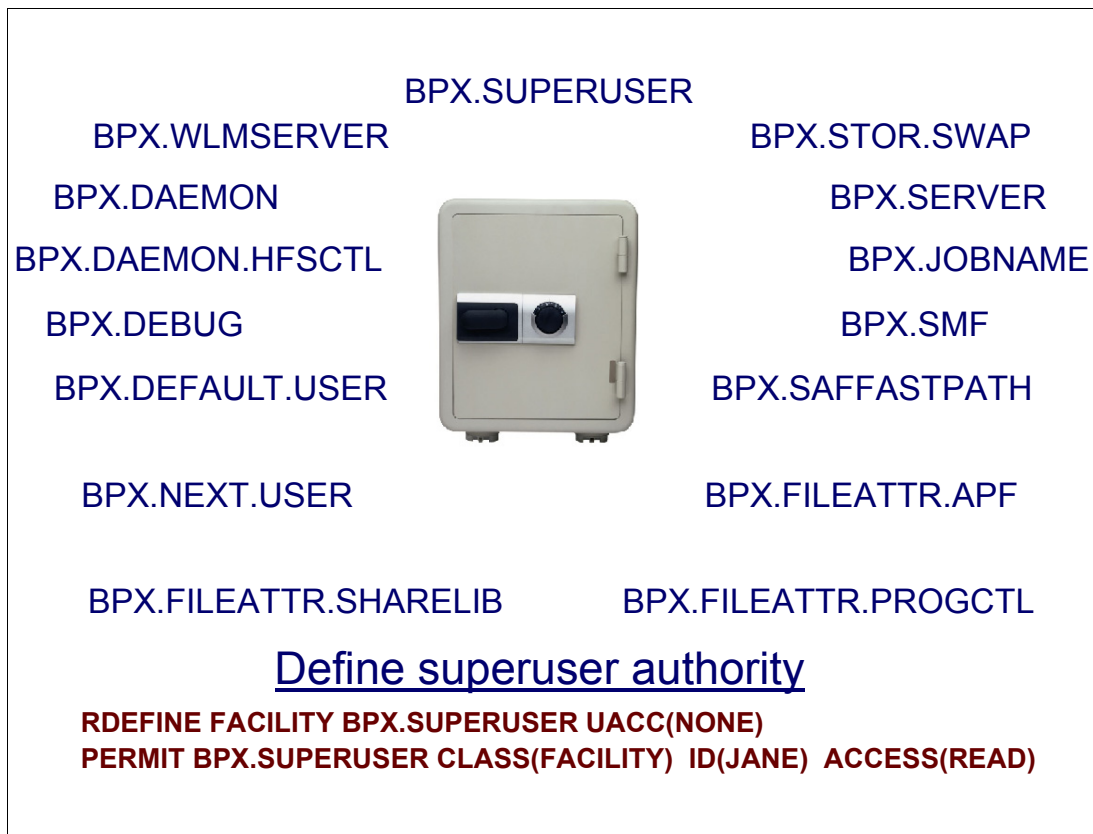 BPX.SUPERUSER
BPX.WLMSERVER BPX.STOR.SWAP
BPX.DAEMON BPX.SERVER
BPX.DAEMON.HFSCTL BPX.JOBNAME
BPX.DEBUG BPX.SMF
BPX.DEFAULT.USER BPX.SAFFASTPATH
BPX.NEXT.USER BPX.FILEATTR.APF
BPX.FILEATTR.SHARELIB BPX.FILEATTR.PROGCTL
Define superuser authority
RDEFINE FACILITY BPX.SUPERUSER UACC(NONE)
PERMIT BPX.SUPERUSER CLASS(FACILITY) ID(JANE) ACCESS(READ)